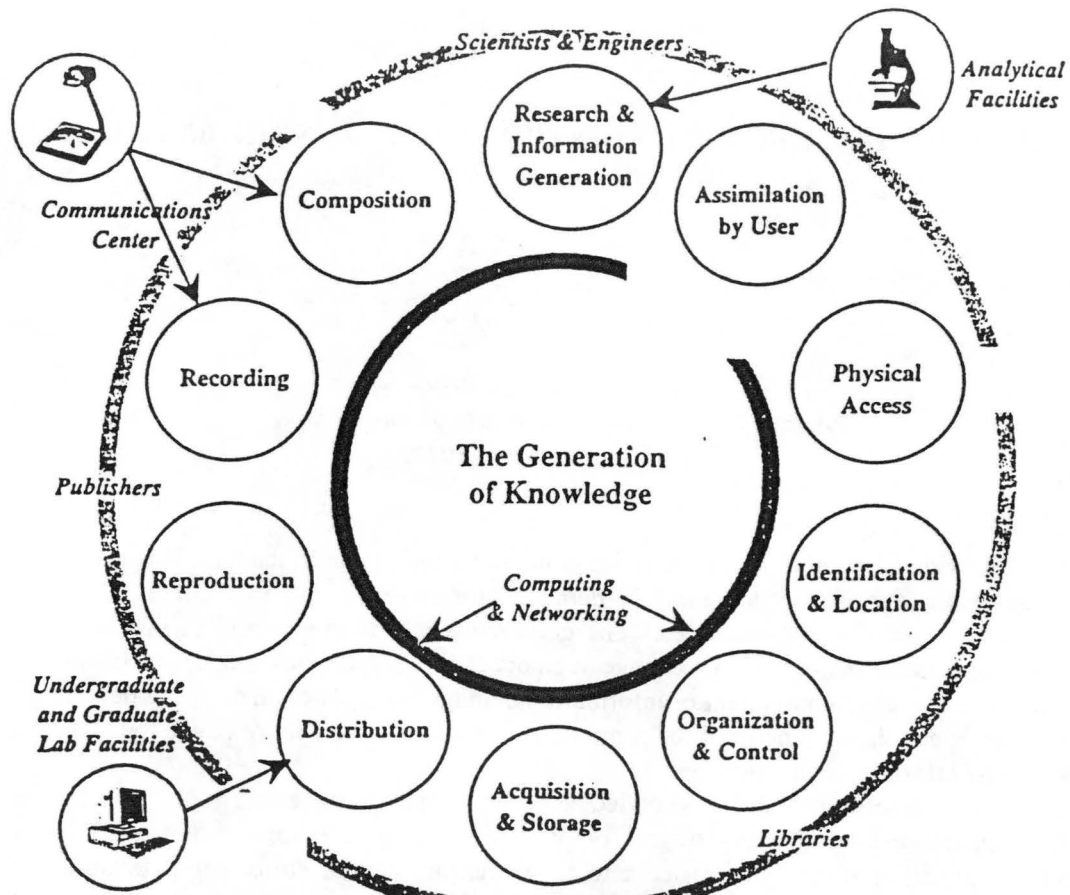 Scientists & Engineers
Analytical
Facilities
Research &
Information
Generation
Composition
Assimilation
by User
Communications
Center
Recording
Physical
Access
The Generation
of Knowledge
Publishers
Reproduction
Computing
& Networking
Identification
& Location
Undergraduate
and Graduate
Lab Facilities
Distribution
Organization
& Control
Acquisition
& Storage
Libraries